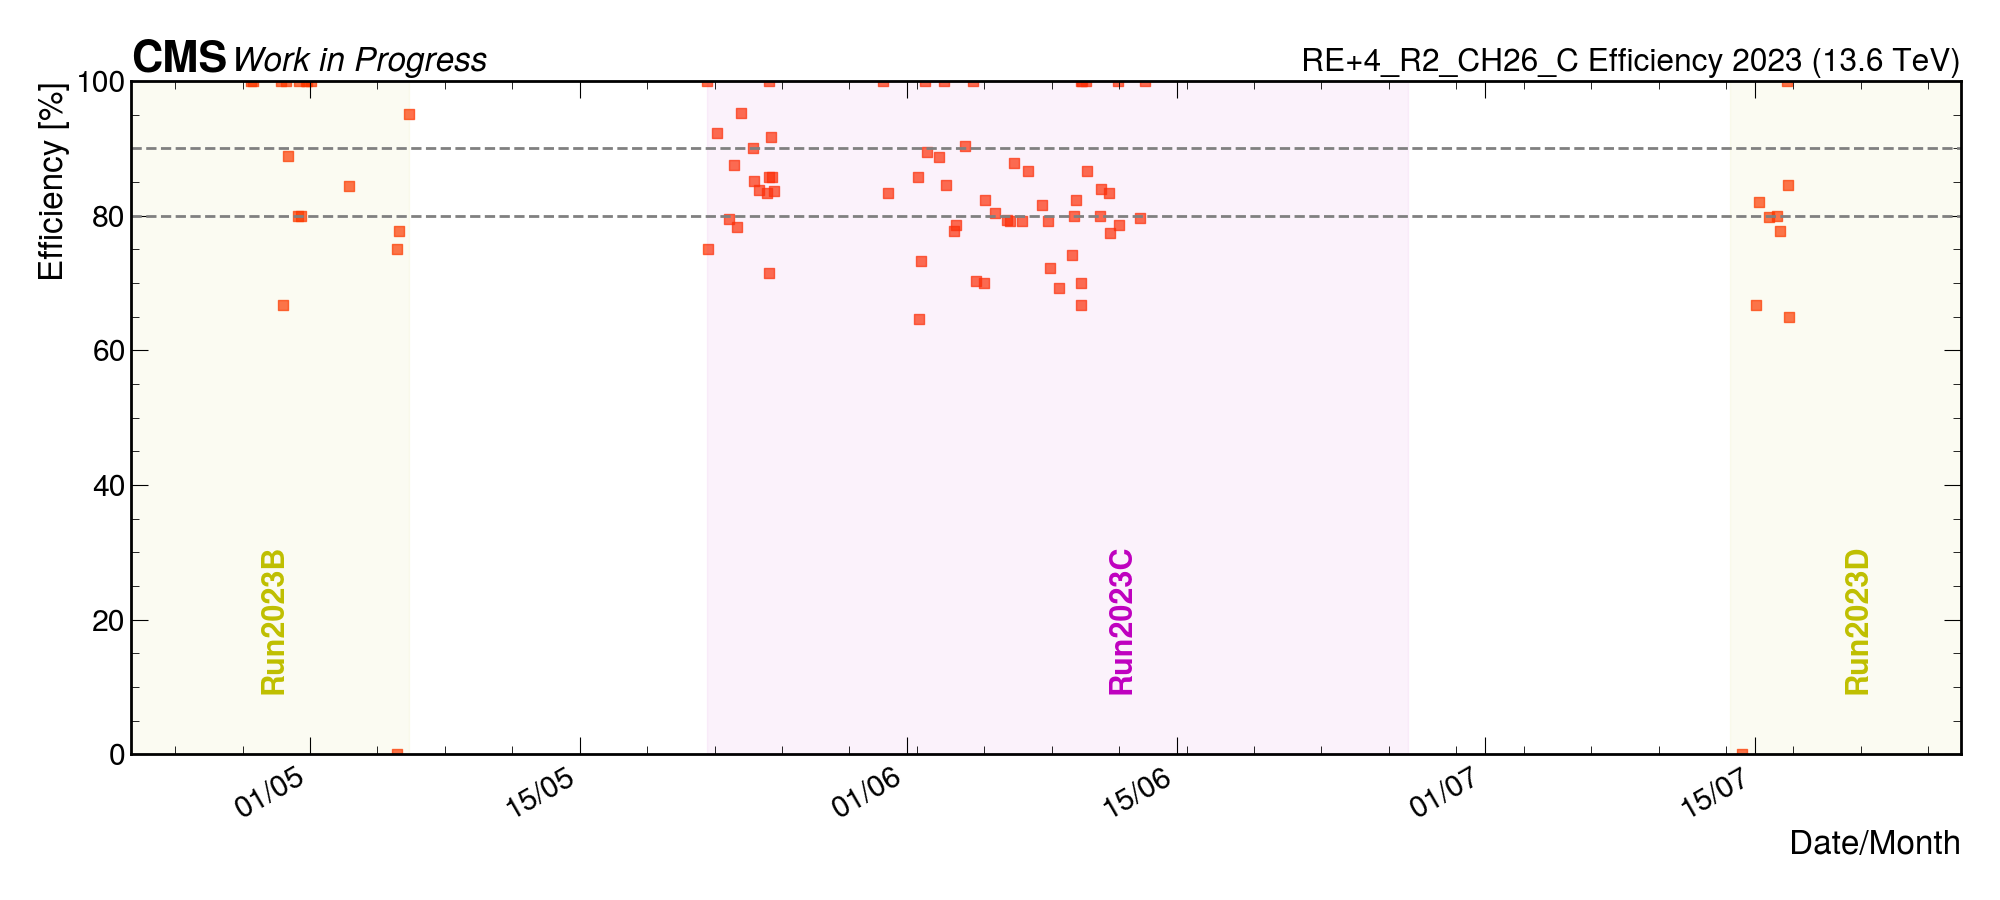 CMS Work in Progress
RE+4_R2_CH26_C Efficiency 2023 (13.6 TeV)
Efficiency [%]
100
80
60
40
20
0
Run2023B
Run2023C
Run2023D
01/05
15/05
01/06
15/06
01/07
15/07
Date/Month